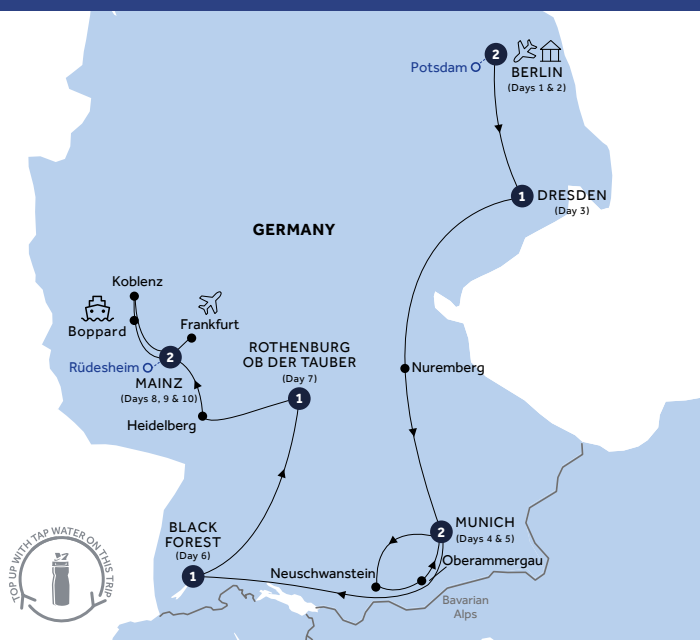 2
Potsdam
BERLIN
(Days 1 & 2)
1
DRESDEN
(Day 3)
GERMANY
Koblenz
Boppard
Frankfurt
ROTHENBURG
OB DER TAUBER
(Day 7)
1
Rüdesheim
2
MAINZ
(Days 8, 9 & 10)
Heidelberg
Nuremberg
BLACK
FOREST
(Day 6)
1
2
MUNICH
(Days 4 & 5)
Neuschwanstein
Oberammergau
Bavarian
Alps
TOP UP WITH TAP WATER ON THIS TRIP